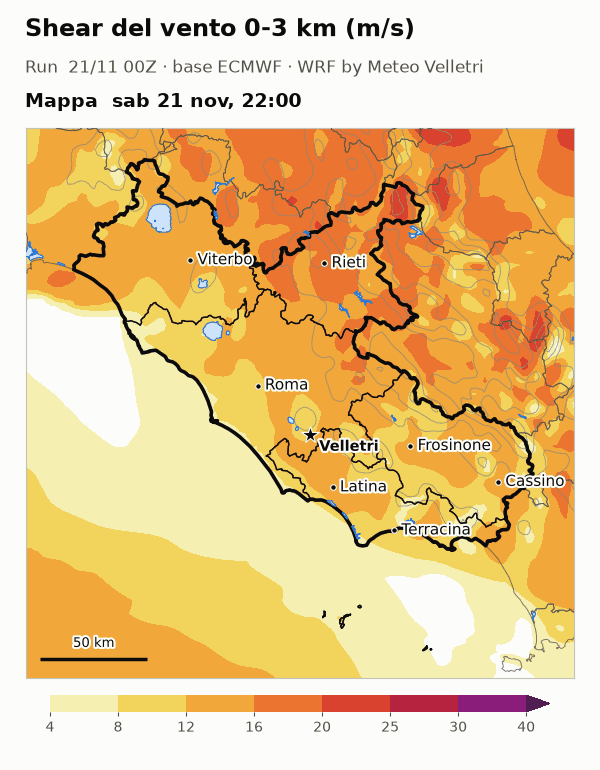 Shear del vento 0-3 km (m/s)
Run  21/11 00Z · base ECMWF · WRF by Meteo Velletri
Mappa  sab 21 nov, 22:00
Viterbo
Rieti
Roma
Velletri
Frosinone
Cassino
Latina
Terracina
50 km
4 8 12 16 20 25 30 40